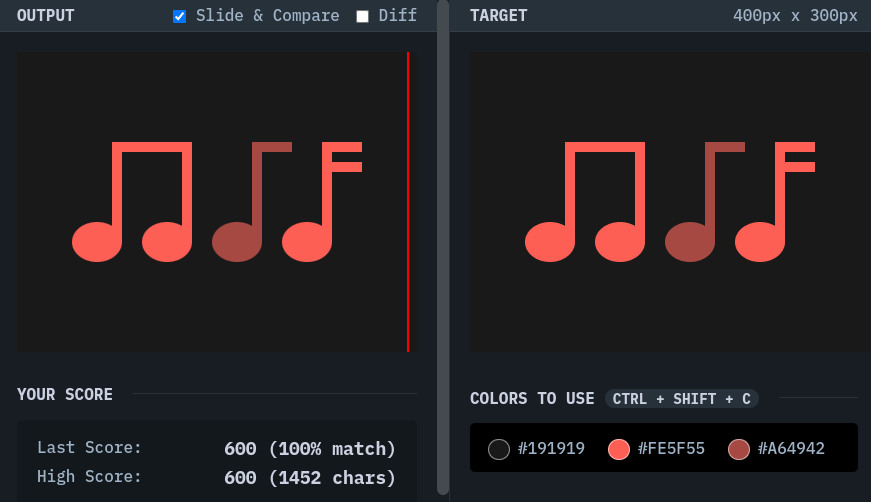 OUTPUT Slide & Compare Diff
TARGET 400px x 300px
YOUR SCORE
Last Score: 600 (100% match)
High Score: 600 (1452 chars)
COLORS TO USE CTRL + SHIFT + C
#191919 #FE5F55 #A64942